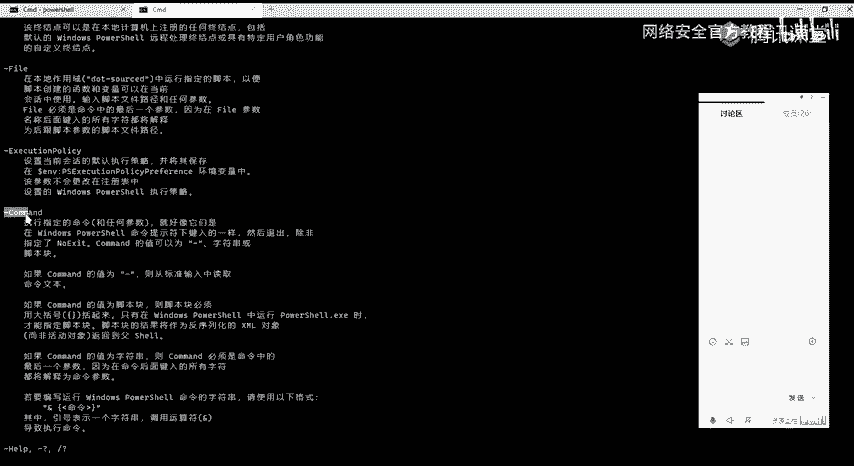 Cmd - powershell
Cmd
网络安全官方教程
腾讯课堂
该终结点可以是在本地计算机上注册的任何终结点，包括
默认的 Windows PowerShell 远程处理终结点或具有特定用户角色功能
的自定义终结点。
-File
在本地作用域("dot-sourced")中运行指定的脚本，以便
脚本创建的函数和变量可以在当前
会话中使用。输入脚本文件路径和任何参数。
File 必须是命令中的最后一个参数，因为在 File 参数
名称后面键入的所有字符都将解释
为后跟脚本参数的脚本文件路径。
-ExecutionPolicy
设置当前会话的默认执行策略，并将其保存
在 $env:PSExecutionPolicyPreference 环境变量中。
该参数不会更改在注册表中
设置的 Windows PowerShell 执行策略。
-Command
执行指定的命令(和任何参数)，就好像它们是
在 Windows PowerShell 命令提示符下键入的一样，然后退出，除非
指定了 NoExit。Command 的值可以为 "-"、字符串或
脚本块。
如果 Command 的值为 "-"，则从标准输入中读取
命令文本。
如果 Command 的值为脚本块，则脚本块必须
用大括号({})括起来。只有在 Windows PowerShell 中运行 PowerShell.exe 时，
才能指定脚本块。脚本块的结果将作为反序列化的 XML 对象
(而非活动对象)返回到父 Shell。
如果 Command 的值为字符串，则 Command 必须是命令中的
最后一个参数，因为在命令后面键入的所有字符
都将解释为命令参数。
若要编写运行 Windows PowerShell 命令的字符串，请使用以下格式：
"& {<命令>}"
其中，引号表示一个字符串，调用运算符(&)
导致执行命令。
-Help, -?, /?
讨论区
发送